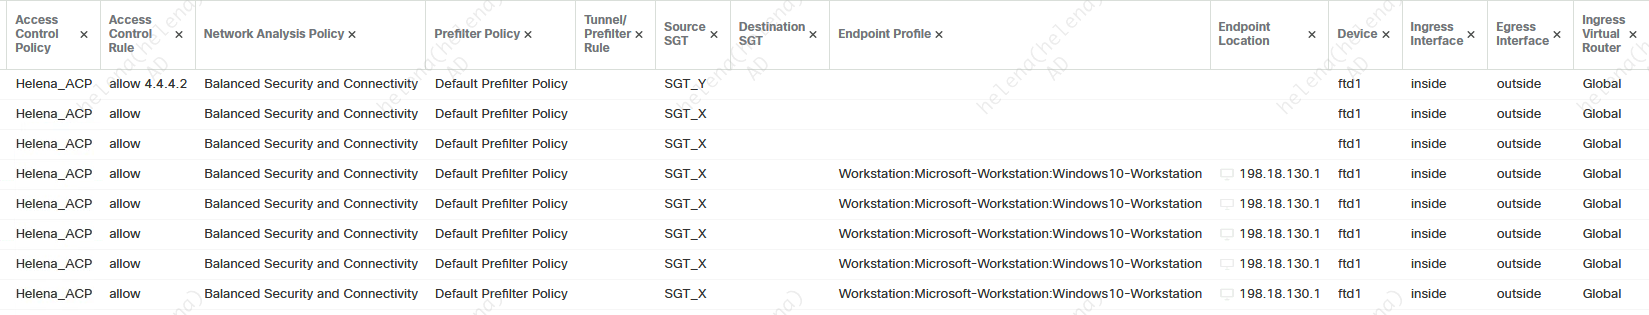 Access Control Policy × Access Control Rule × Network Analysis Policy × Prefilter Policy × Tunnel/ Prefilter Rule × Source SGT × Destination SGT × Endpoint Profile × Endpoint Location × Device × Ingress Interface × Egress Interface × Ingress Virtual Router ×
Helena_ACP allow 4.4.4.2 Balanced Security and Connectivity Default Prefilter Policy SGT_Y ftd1 inside outside Global
Helena_ACP allow Balanced Security and Connectivity Default Prefilter Policy SGT_X ftd1 inside outside Global
Helena_ACP allow Balanced Security and Connectivity Default Prefilter Policy SGT_X ftd1 inside outside Global
Helena_ACP allow Balanced Security and Connectivity Default Prefilter Policy SGT_X Workstation:Microsoft-Workstation:Windows10-Workstation 198.18.130.1 ftd1 inside outside Global
Helena_ACP allow Balanced Security and Connectivity Default Prefilter Policy SGT_X Workstation:Microsoft-Workstation:Windows10-Workstation 198.18.130.1 ftd1 inside outside Global
Helena_ACP allow Balanced Security and Connectivity Default Prefilter Policy SGT_X Workstation:Microsoft-Workstation:Windows10-Workstation 198.18.130.1 ftd1 inside outside Global
Helena_ACP allow Balanced Security and Connectivity Default Prefilter Policy SGT_X Workstation:Microsoft-Workstation:Windows10-Workstation 198.18.130.1 ftd1 inside outside Global
Helena_ACP allow Balanced Security and Connectivity Default Prefilter Policy SGT_X Workstation:Microsoft-Workstation:Windows10-Workstation 198.18.130.1 ftd1 inside outside Global